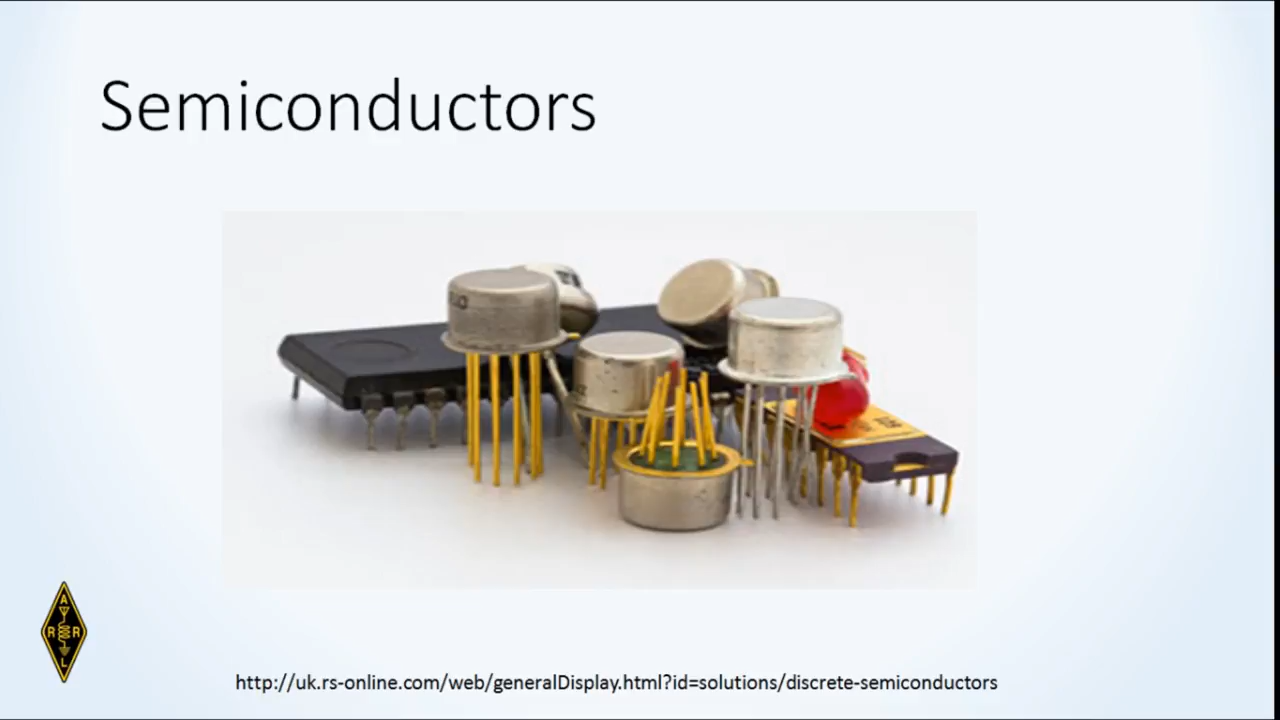 Semiconductors
A
R R
L
http://uk.rs-online.com/web/generalDisplay.html?id=solutions/discrete-semiconductors